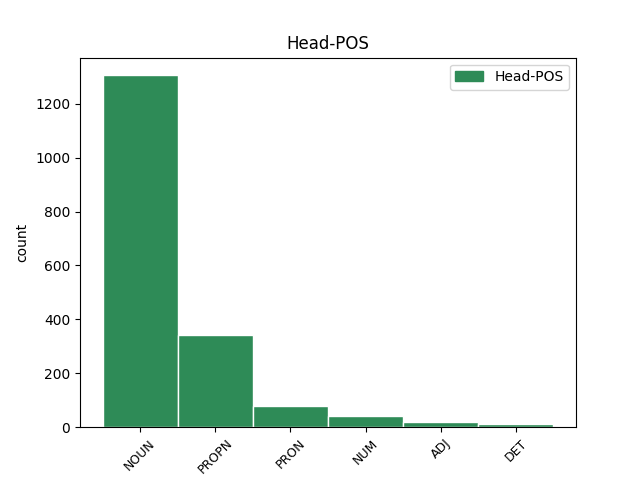 Head-POS
Head-POS
1200
1000
800
600
400
200
0
count
NOUN
PROPN
PRON
NUM
ADJ
DET